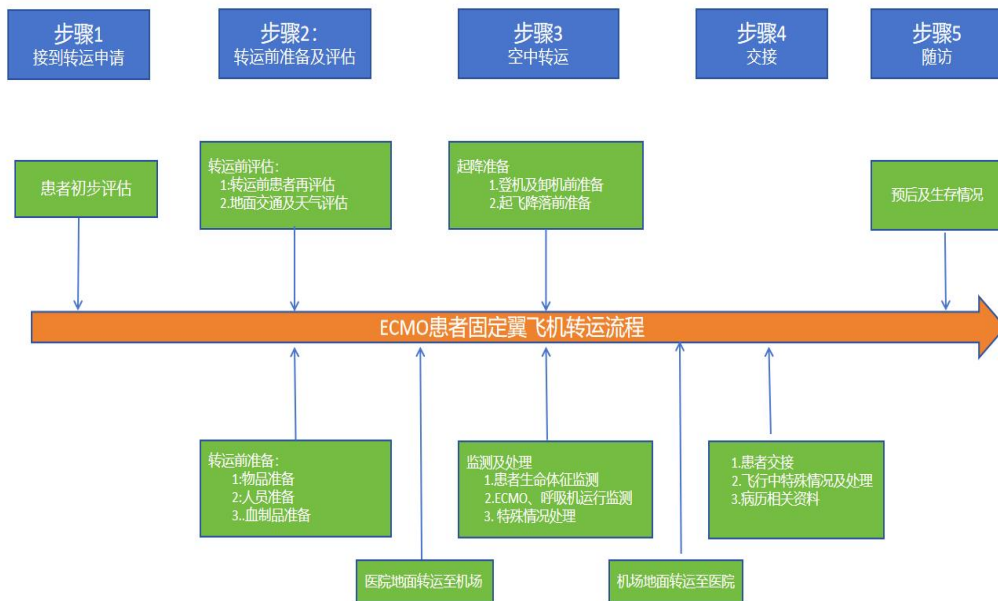 步骤1
接到转运申请
步骤2:
转运前准备及评估
步骤3
空中转运
步骤4
交接
步骤5
随访
患者初步评估
转运前评估:
1:转运前患者再评估
2.地面交通及天气评估
起降准备
1.登机及卸机前准备
2.起飞降落前准备
预后及生存情况
ECMO患者固定翼飞机转运流程
转运前准备:
1:物品准备
2:人员准备
3..血制品准备
监测及处理
1.患者生命体征监测
2.ECMO、呼吸机运行监测
3. 特殊情况处理
1.患者交接
2.飞行中特殊情况及处理
3.病历相关资料
医院地面转运至机场
机场地面转运至医院